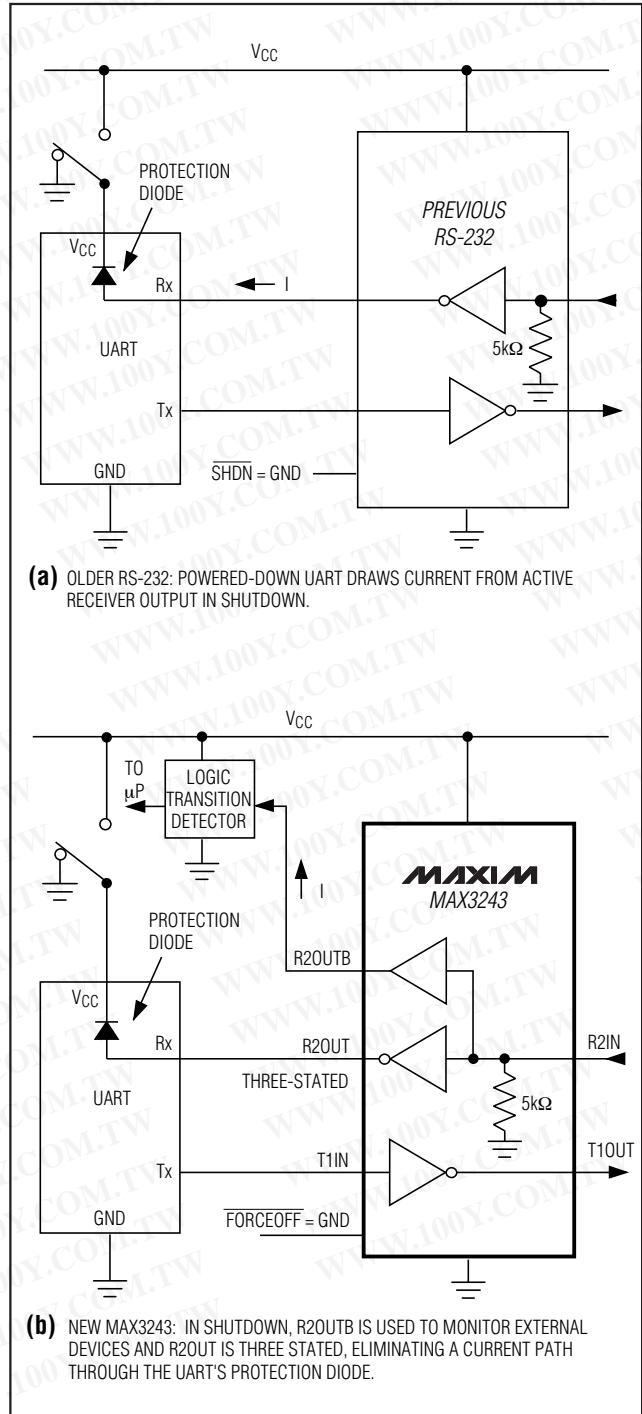 VCC
PROTECTION
DIODE
PREVIOUS
RS-232
VCC
Rx
I
UART
5kΩ
Tx
GND
SHDN = GND
(a) OLDER RS-232: POWERED-DOWN UART DRAWS CURRENT FROM ACTIVE
RECEIVER OUTPUT IN SHUTDOWN.
VCC
TO
µP
LOGIC
TRANSITION
DETECTOR
I
MAXIM
MAX3243
PROTECTION
DIODE
R2OUTB
VCC
Rx
R2OUT
R2IN
THREE-STATED
UART
5kΩ
Tx
T1IN
T1OUT
GND
FORCEOFF = GND
(b) NEW MAX3243: IN SHUTDOWN, R2OUTB IS USED TO MONITOR EXTERNAL
DEVICES AND R2OUT IS THREE STATED, ELIMINATING A CURRENT PATH
THROUGH THE UART'S PROTECTION DIODE.
WWW.100Y.COM.TW